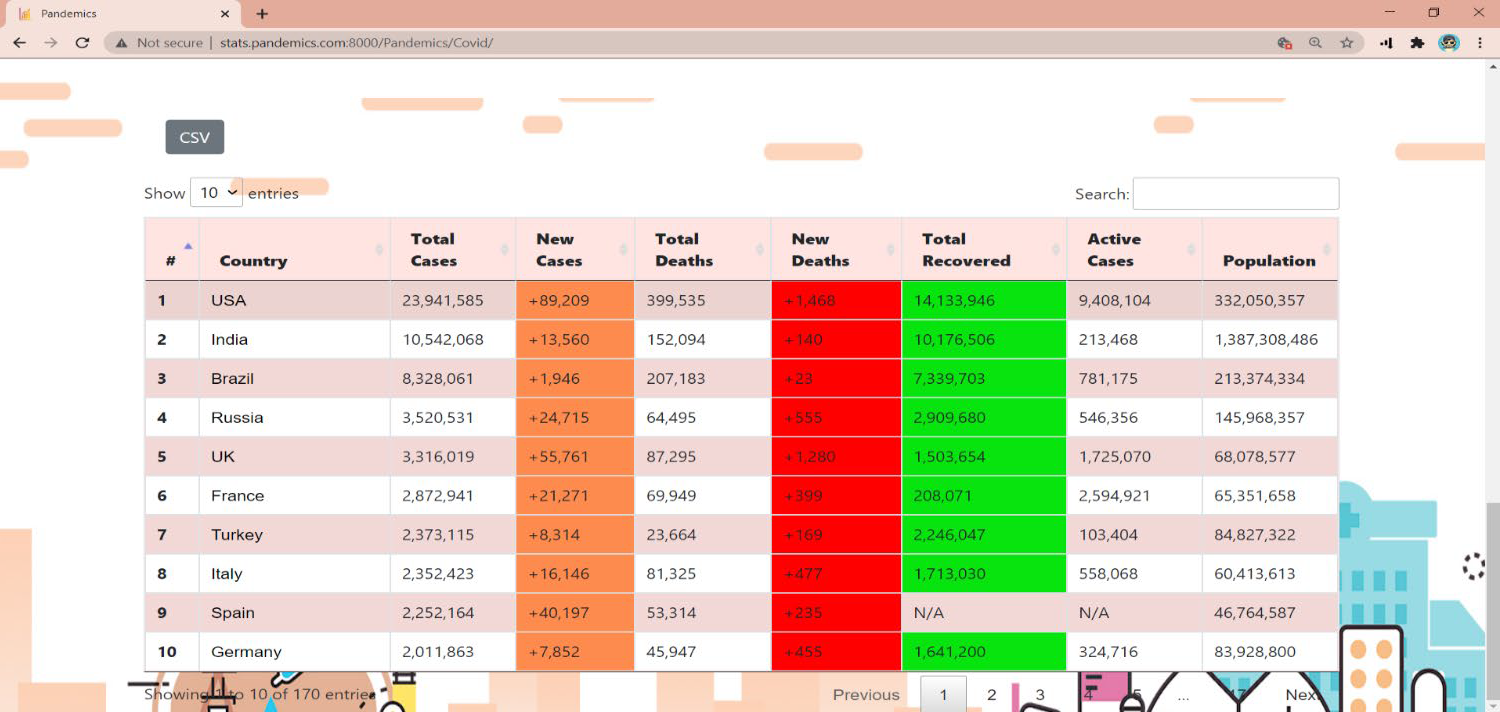 Pandemics
Not secure | stats.pandemics.com:8000/Pandemics/Covid/
CSV
Show 10 entries Search:
# Country Total Cases New Cases Total Deaths New Deaths Total Recovered Active Cases Population
1 USA 23,941,585 +89,209 399,535 +1,468 14,133,946 9,408,104 332,050,357
2 India 10,542,068 +13,560 152,094 +140 10,176,506 213,468 1,387,308,486
3 Brazil 8,328,061 +1,946 207,183 +23 7,339,703 781,175 213,374,334
4 Russia 3,520,531 +24,715 64,495 +555 2,909,680 546,356 145,968,357
5 UK 3,316,019 +55,761 87,295 +1,280 1,503,654 1,725,070 68,078,577
6 France 2,872,941 +21,271 69,949 +399 208,071 2,594,921 65,351,658
7 Turkey 2,373,115 +8,314 23,664 +169 2,246,047 103,404 84,827,322
8 Italy 2,352,423 +16,146 81,325 +477 1,713,030 558,068 60,413,613
9 Spain 2,252,164 +40,197 53,314 +235 N/A N/A 46,764,587
10 Germany 2,011,863 +7,852 45,947 +455 1,641,200 324,716 83,928,800
Showing 1 to 10 of 170 entries Previous 1 2 3 4 5 ... 17 Next